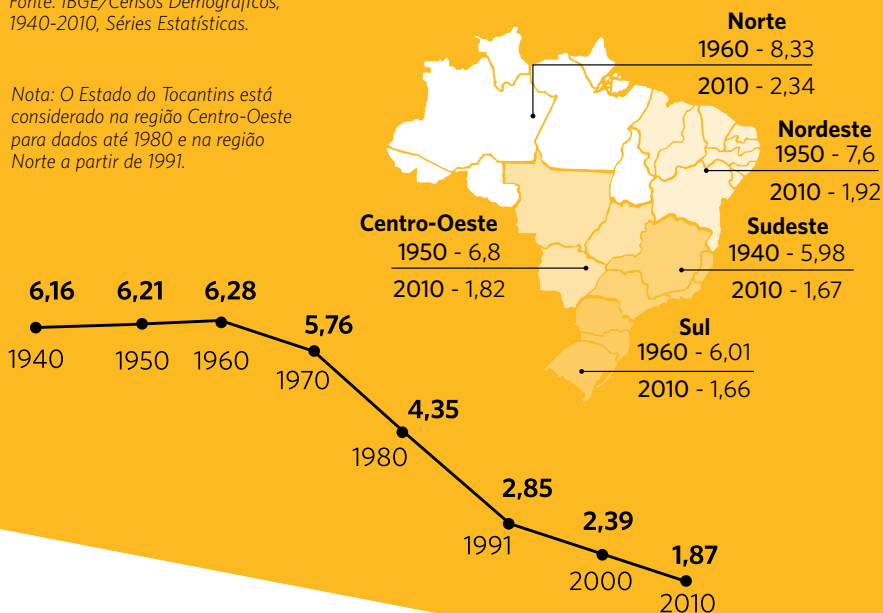 Fonte: IBGE/Censos Demográficos,
1940-2010, Séries Estatísticas.
Nota: O Estado do Tocantins está
considerado na região Centro-Oeste
para dados até 1980 e na região
Norte a partir de 1991.
Norte
1960 - 8,33
2010 - 2,34
Nordeste
1950 - 7,6
2010 - 1,92
Centro-Oeste
1950 - 6,8
2010 - 1,82
Sudeste
1940 - 5,98
2010 - 1,67
Sul
1960 - 6,01
2010 - 1,66
6,16
1940
6,21
1950
6,28
1960
5,76
1970
4,35
1980
2,85
1991
2,39
2000
1,87
2010